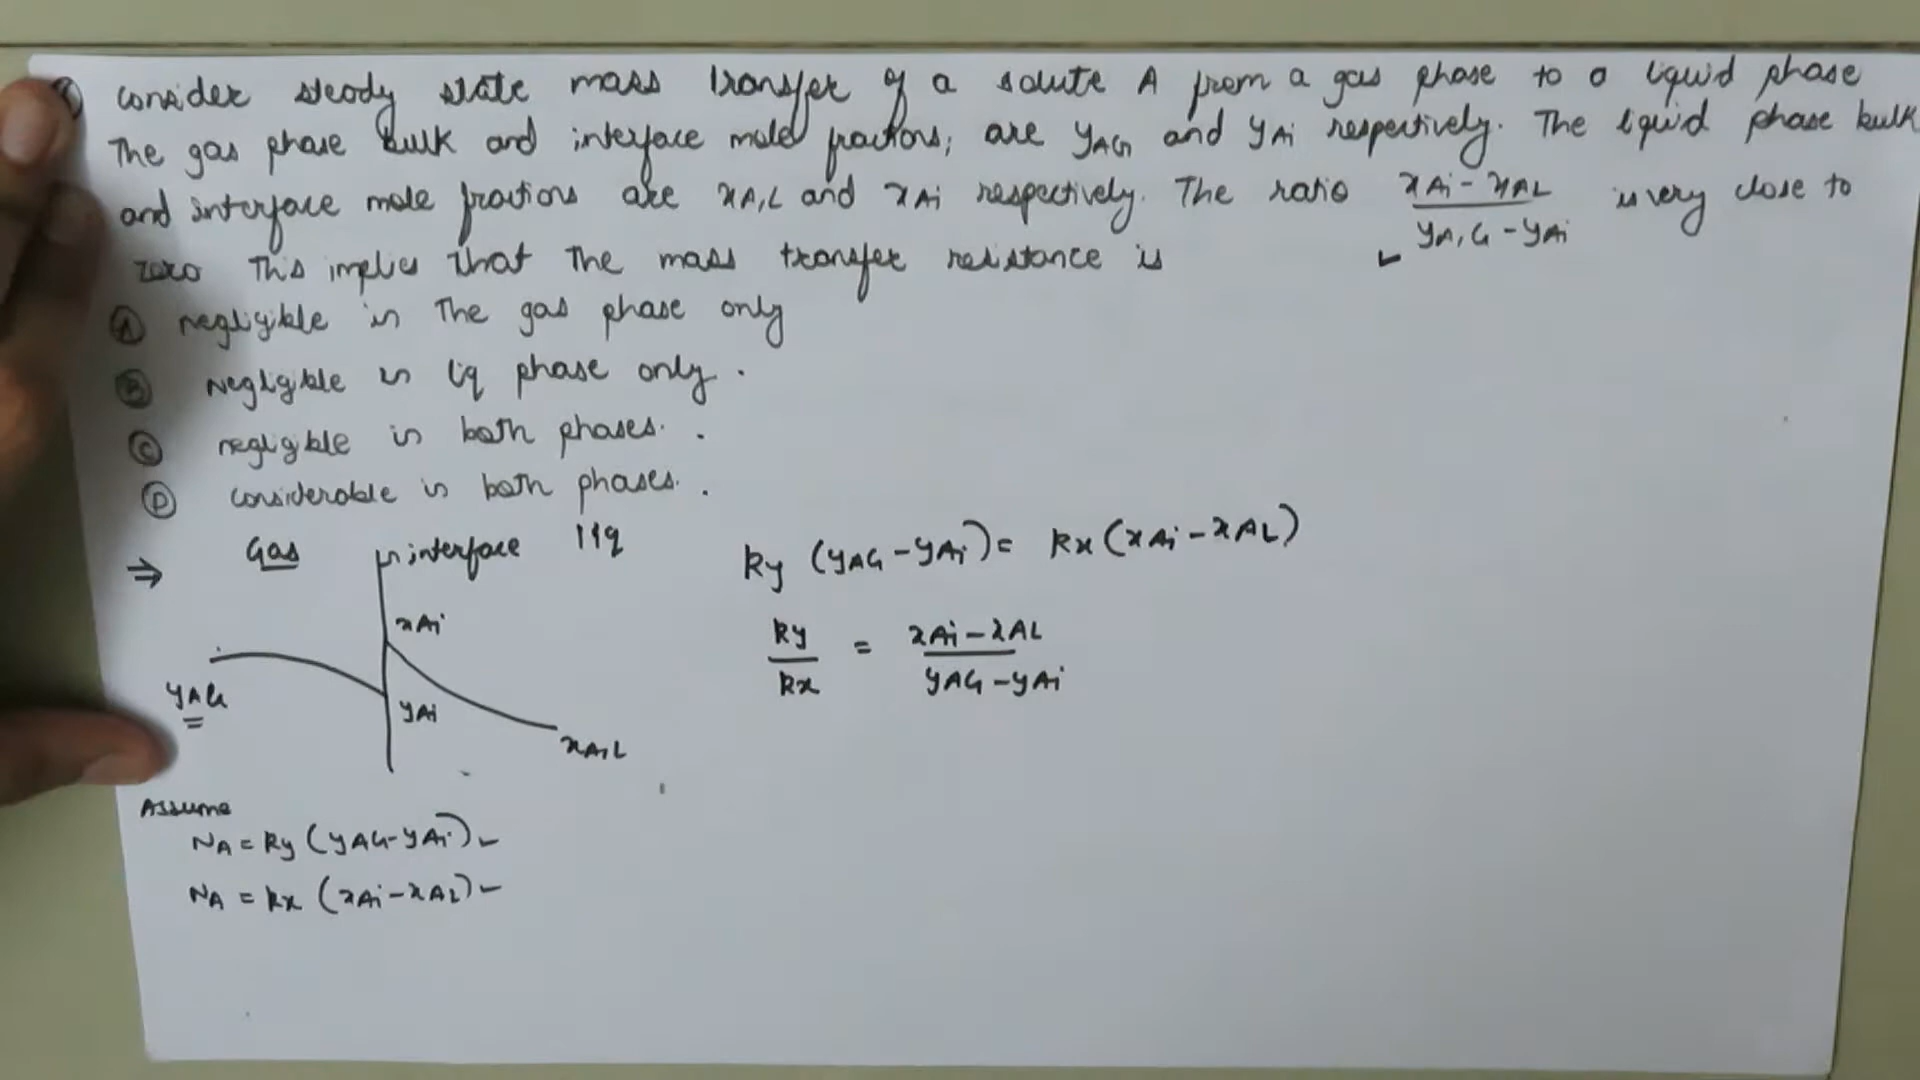 consider steady state mass transfer of a solute A from a gas phase to a liquid phase
The gas phase bulk and interface mole fractions, are yAG and yAi respectively. The liquid phase bulk
and interface mole fractions are xA,L and xAi respectively. The ratio xAi - xAL / yA,G - yAi is very close to
zero This implies that the mass transfer resistance is
(A) negligible in the gas phase only
(B) Negligible in liq phase only.
(C) negligible in both phases.
(D) considerable in both phases.
⇒ Gas interface liq
ky (yAG - yAi) = kx (xAi - xAL)
xAi
ky / kx = xAi - xAL / yAG - yAi
yAG
yAi
xA,L
Assume
NA = ky (yAG - yAi)
NA = kx (xAi - xAL)